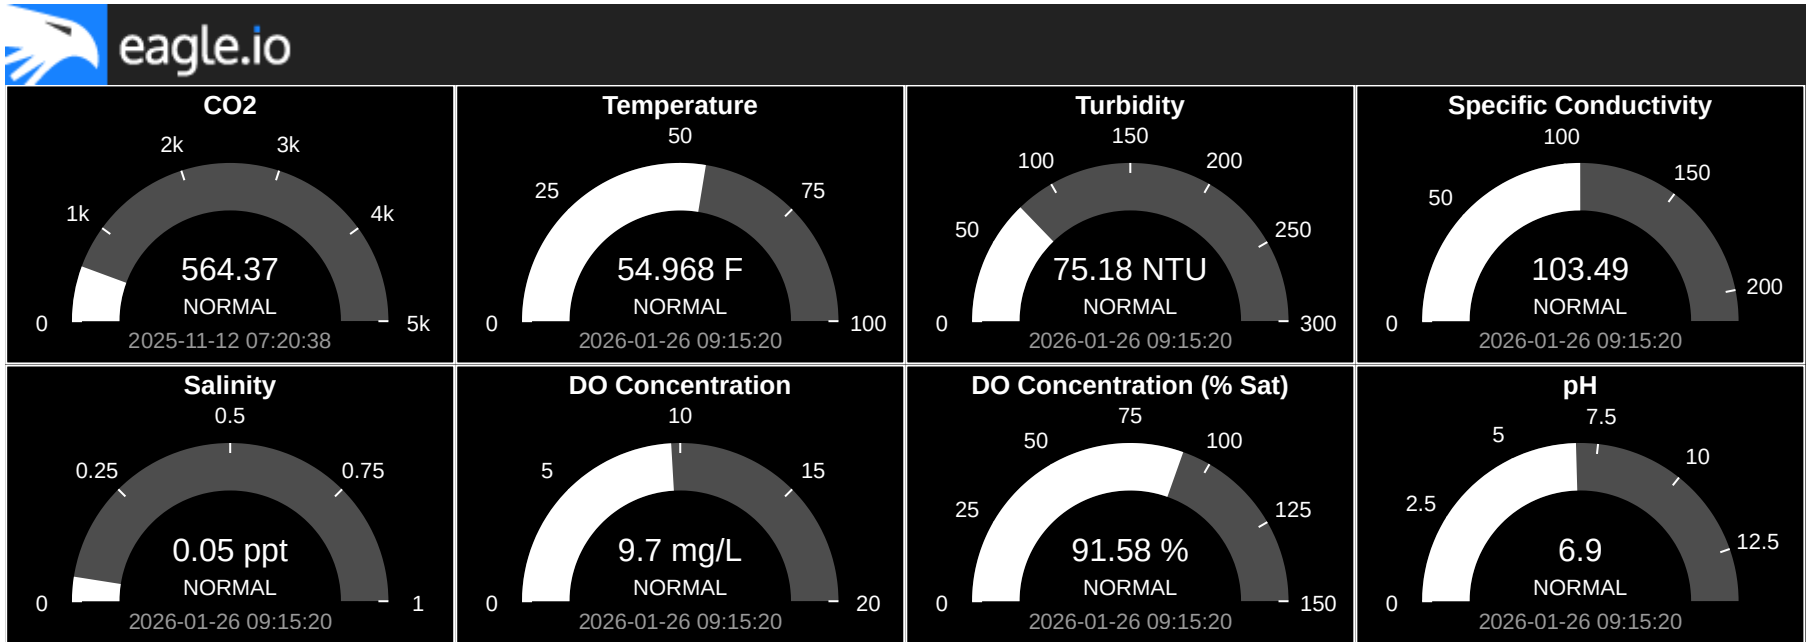 eagle.io
CO2
2k
3k
1k
4k
564.37
NORMAL
0
5k
2025-11-12 07:20:38
Temperature
50
25
75
54.968 F
NORMAL
0
100
2026-01-26 09:15:20
Turbidity
150
100
200
50
250
75.18 NTU
NORMAL
0
300
2026-01-26 09:15:20
Specific Conductivity
100
150
50
200
103.49
NORMAL
0
2026-01-26 09:15:20
Salinity
0.5
0.25
0.75
0.05 ppt
NORMAL
0
1
2026-01-26 09:15:20
DO Concentration
10
5
15
9.7 mg/L
NORMAL
0
20
2026-01-26 09:15:20
DO Concentration (% Sat)
75
50
100
25
125
91.58 %
NORMAL
0
150
2026-01-26 09:15:20
pH
7.5
5
10
2.5
12.5
6.9
NORMAL
0
2026-01-26 09:15:20